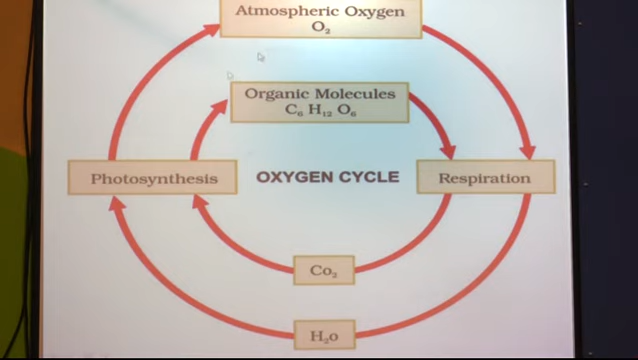 Atmospheric Oxygen
O₂
Organic Molecules
C₆ H₁₂ O₆
Photosynthesis
OXYGEN CYCLE
Respiration
Co₂
H₂o